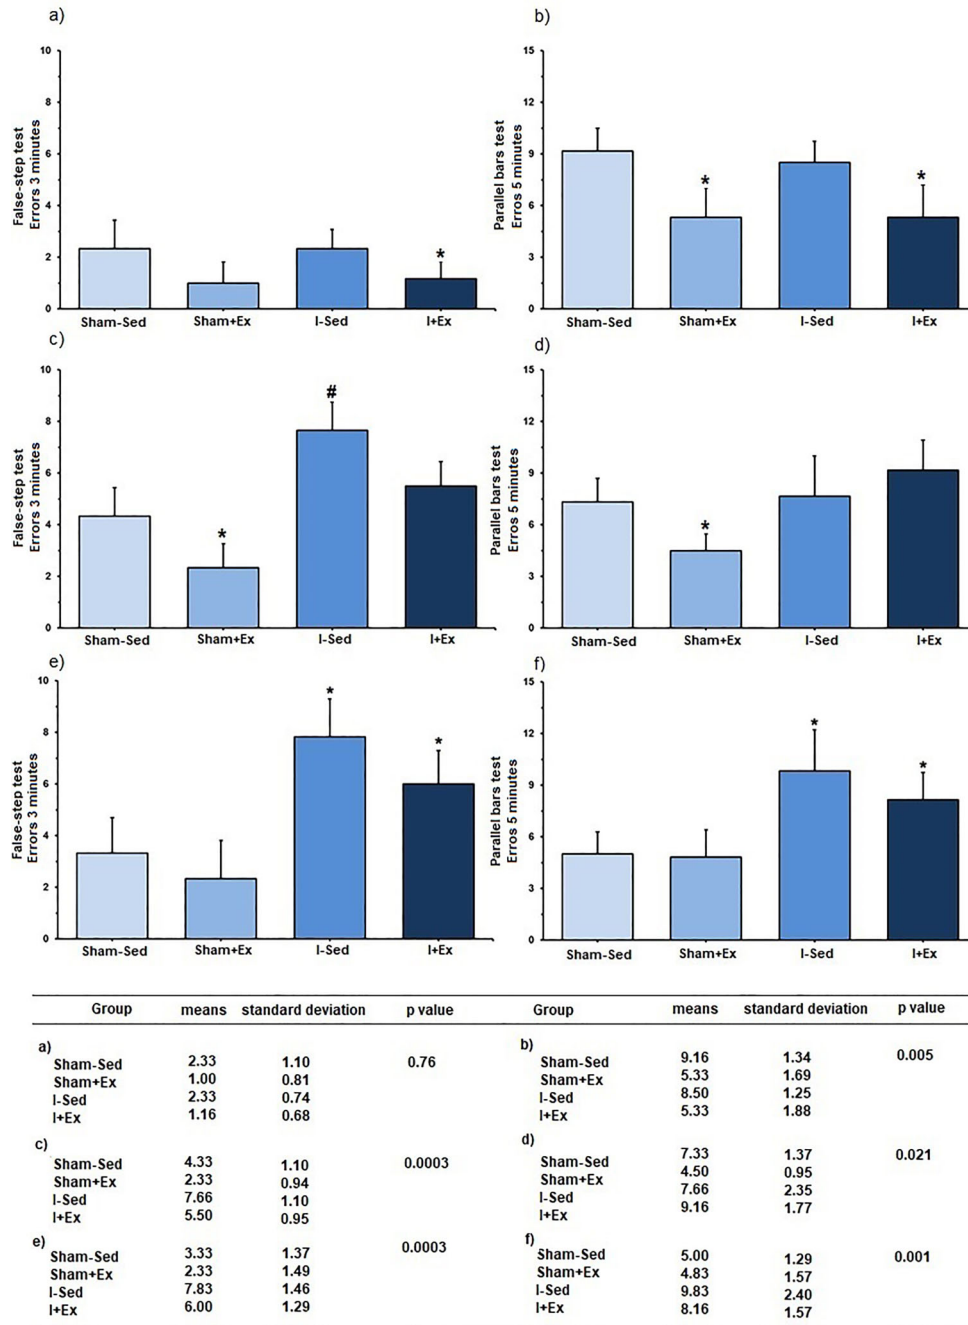 a)
False-step test
Errors 3 minutes
10
8
6
4
2
0
*
Sham-Sed Sham+Ex I-Sed I+Ex
b)
Parallel bars test
Erros 5 minutes
15
12
9
6
3
0
* *
Sham-Sed Sham+Ex I-Sed I+Ex
c)
False-step test
Errors 3 minutes
10
8
6
4
2
0
* #
Sham-Sed Sham+Ex I-Sed I+Ex
d)
Parallel bars test
Erros 5 minutes
15
12
9
6
3
0
*
Sham-Sed Sham+Ex I-Sed I+Ex
e)
False-step test
Errors 3 minutes
10
8
6
4
2
0
* *
Sham-Sed Sham+Ex I-Sed I+Ex
f)
Parallel bars test
Erros 5 minutes
15
12
9
6
3
0
* *
Sham-Sed Sham+Ex I-Sed I+Ex
Group means standard deviation p value
a)
Sham-Sed 2.33 1.10 0.76
Sham+Ex 1.00 0.81
I-Sed 2.33 0.74
I+Ex 1.16 0.68
c)
Sham-Sed 4.33 1.10 0.0003
Sham+Ex 2.33 0.94
I-Sed 7.66 1.10
I+Ex 5.50 0.95
e)
Sham-Sed 3.33 1.37 0.0003
Sham+Ex 2.33 1.49
I-Sed 7.83 1.46
I+Ex 6.00 1.29
Group means standard deviation p value
b)
Sham-Sed 9.16 1.34 0.005
Sham+Ex 5.33 1.69
I-Sed 8.50 1.25
I+Ex 5.33 1.88
d)
Sham-Sed 7.33 1.37 0.021
Sham+Ex 4.50 0.95
I-Sed 7.66 2.35
I+Ex 9.16 1.77
f)
Sham-Sed 5.00 1.29 0.001
Sham+Ex 4.83 1.57
I-Sed 9.83 2.40
I+Ex 8.16 1.57